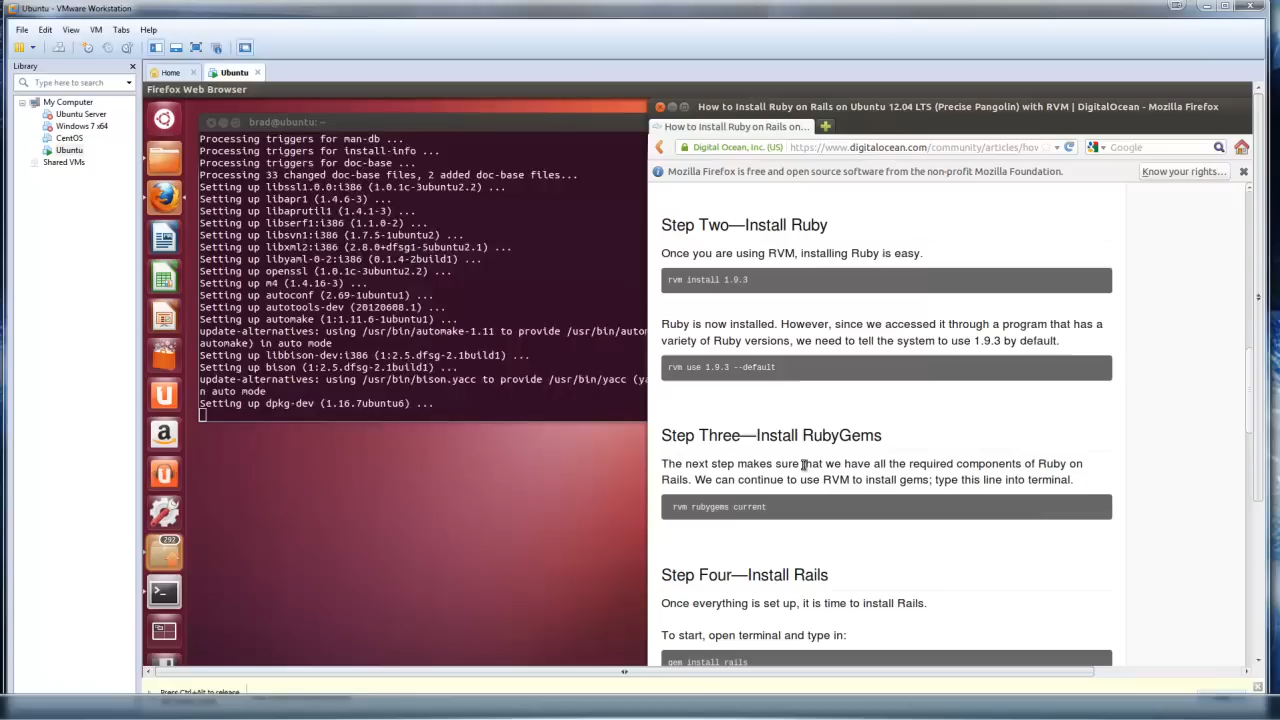 Ubuntu - VMware Workstation
File Edit View VM Tabs Help
Library
Type here to search
My Computer
Ubuntu Server
Windows 7 x64
CentOS
Ubuntu
Shared VMs
Home
Ubuntu
Firefox Web Browser
brad@ubuntu: ~
Processing triggers for man-db ...
Processing triggers for install-info ...
Processing triggers for doc-base ...
Processing 33 changed doc-base files, 2 added doc-base files...
Setting up libssl1.0.0:i386 (1.0.1c-3ubuntu2.2) ...
Setting up libapr1 (1.4.6-3) ...
Setting up libaprutil1 (1.4.1-3) ...
Setting up libserf1:i386 (1.1.0-2) ...
Setting up libsvn1:i386 (1.7.5-1ubuntu2) ...
Setting up libxml2:i386 (2.8.0+dfsg1-5ubuntu2.1) ...
Setting up libyaml-0-2:i386 (0.1.4-2build1) ...
Setting up openssl (1.0.1c-3ubuntu2.2) ...
Setting up m4 (1.4.16-3) ...
Setting up autoconf (2.69-1ubuntu1) ...
Setting up autotools-dev (20120608.1) ...
Setting up automake (1:1.11.6-1ubuntu1) ...
update-alternatives: using /usr/bin/automake-1.11 to provide /usr/bin/autom
automake) in auto mode
Setting up libbison-dev:i386 (1:2.5.dfsg-2.1build1) ...
Setting up bison (1:2.5.dfsg-2.1build1) ...
update-alternatives: using /usr/bin/bison.yacc to provide /usr/bin/yacc (ya
n auto mode
Setting up dpkg-dev (1.16.7ubuntu6) ...
292
How to Install Ruby on Rails on Ubuntu 12.04 LTS (Precise Pangolin) with RVM | DigitalOcean - Mozilla Firefox
How to Install Ruby on Rails on...
Digital Ocean, Inc. (US) https://www.digitalocean.com/community/articles/hov
Google
Mozilla Firefox is free and open source software from the non-profit Mozilla Foundation.
Know your rights...
Step Two—Install Ruby
Once you are using RVM, installing Ruby is easy.
rvm install 1.9.3
Ruby is now installed. However, since we accessed it through a program that has a
variety of Ruby versions, we need to tell the system to use 1.9.3 by default.
rvm use 1.9.3 --default
Step Three—Install RubyGems
The next step makes sure that we have all the required components of Ruby on
Rails. We can continue to use RVM to install gems; type this line into terminal.
rvm rubygems current
Step Four—Install Rails
Once everything is set up, it is time to install Rails.
To start, open terminal and type in:
gem install rails
Press Ctrl+Alt to release